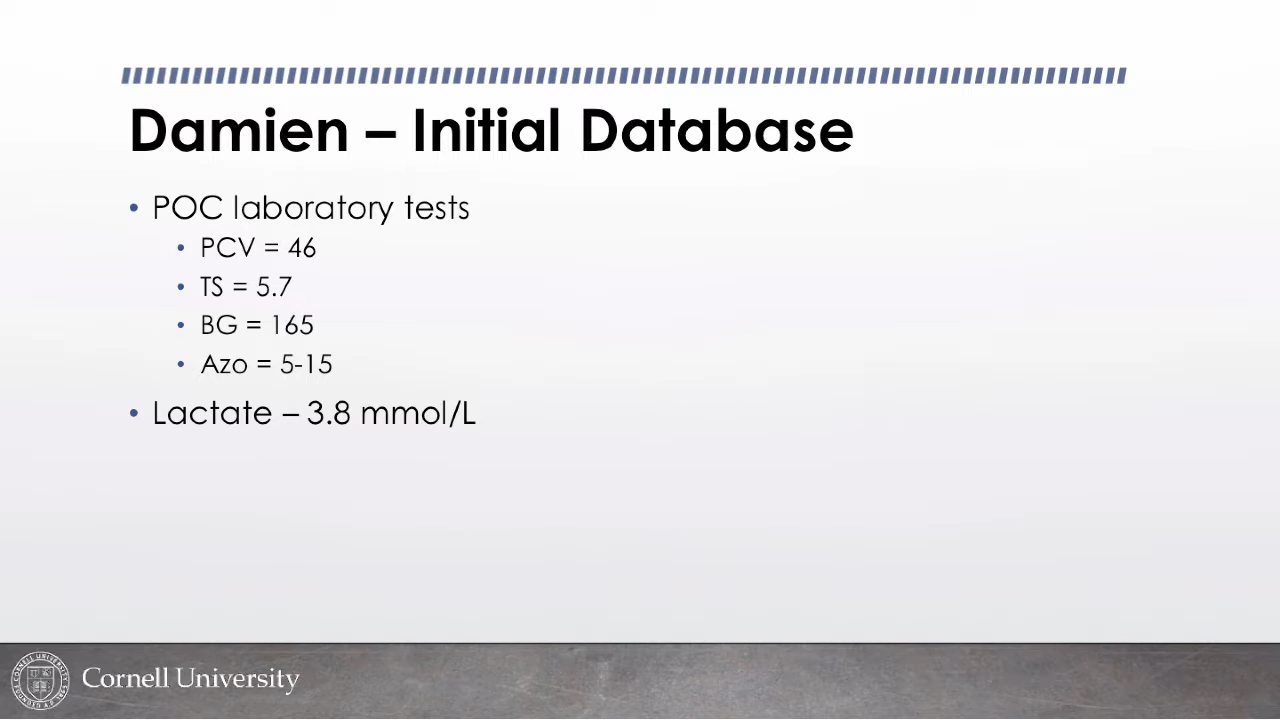 Damien – Initial Database
• POC laboratory tests
• PCV = 46
• TS = 5.7
• BG = 165
• Azo = 5-15
• Lactate – 3.8 mmol/L
Cornell University